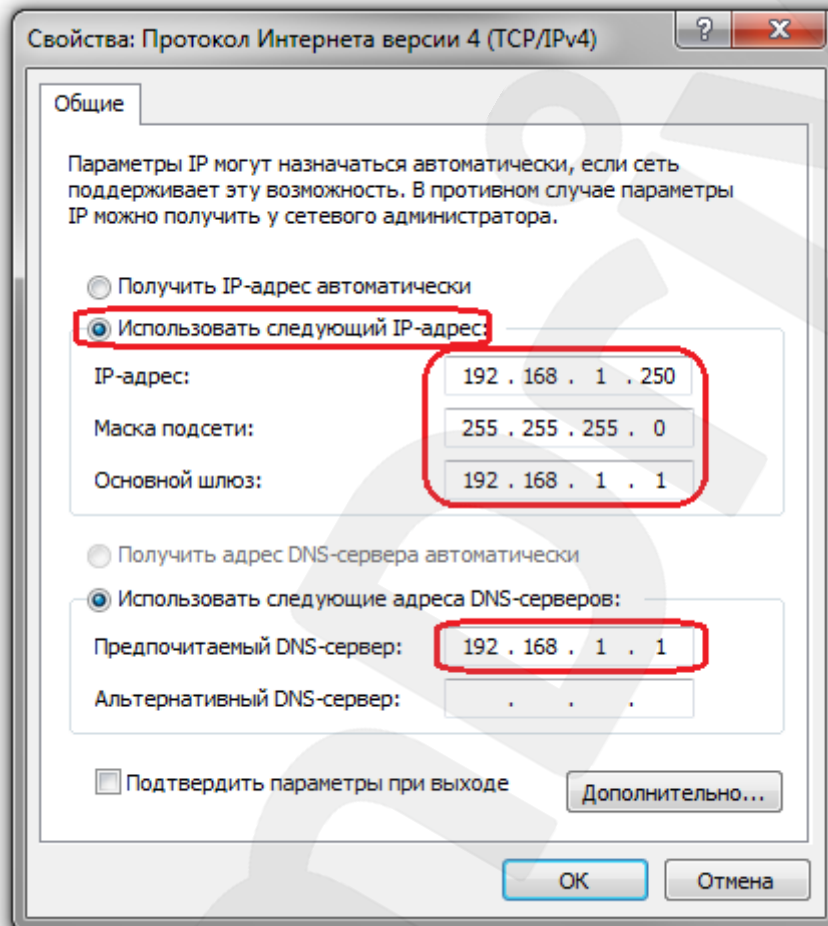 Свойства: Протокол Интернета версии 4 (TCP/IPv4)
Общие
Параметры IP могут назначаться автоматически, если сеть
поддерживает эту возможность. В противном случае параметры
IP можно получить у сетевого администратора.
Получить IP-адрес автоматически
Использовать следующий IP-адрес:
IP-адрес: 192 . 168 . 1 . 250
Маска подсети: 255 . 255 . 255 . 0
Основной шлюз: 192 . 168 . 1 . 1
Получить адрес DNS-сервера автоматически
Использовать следующие адреса DNS-серверов:
Предпочитаемый DNS-сервер: 192 . 168 . 1 . 1
Альтернативный DNS-сервер: . . .
Подтвердить параметры при выходе
Дополнительно...
ОК Отмена